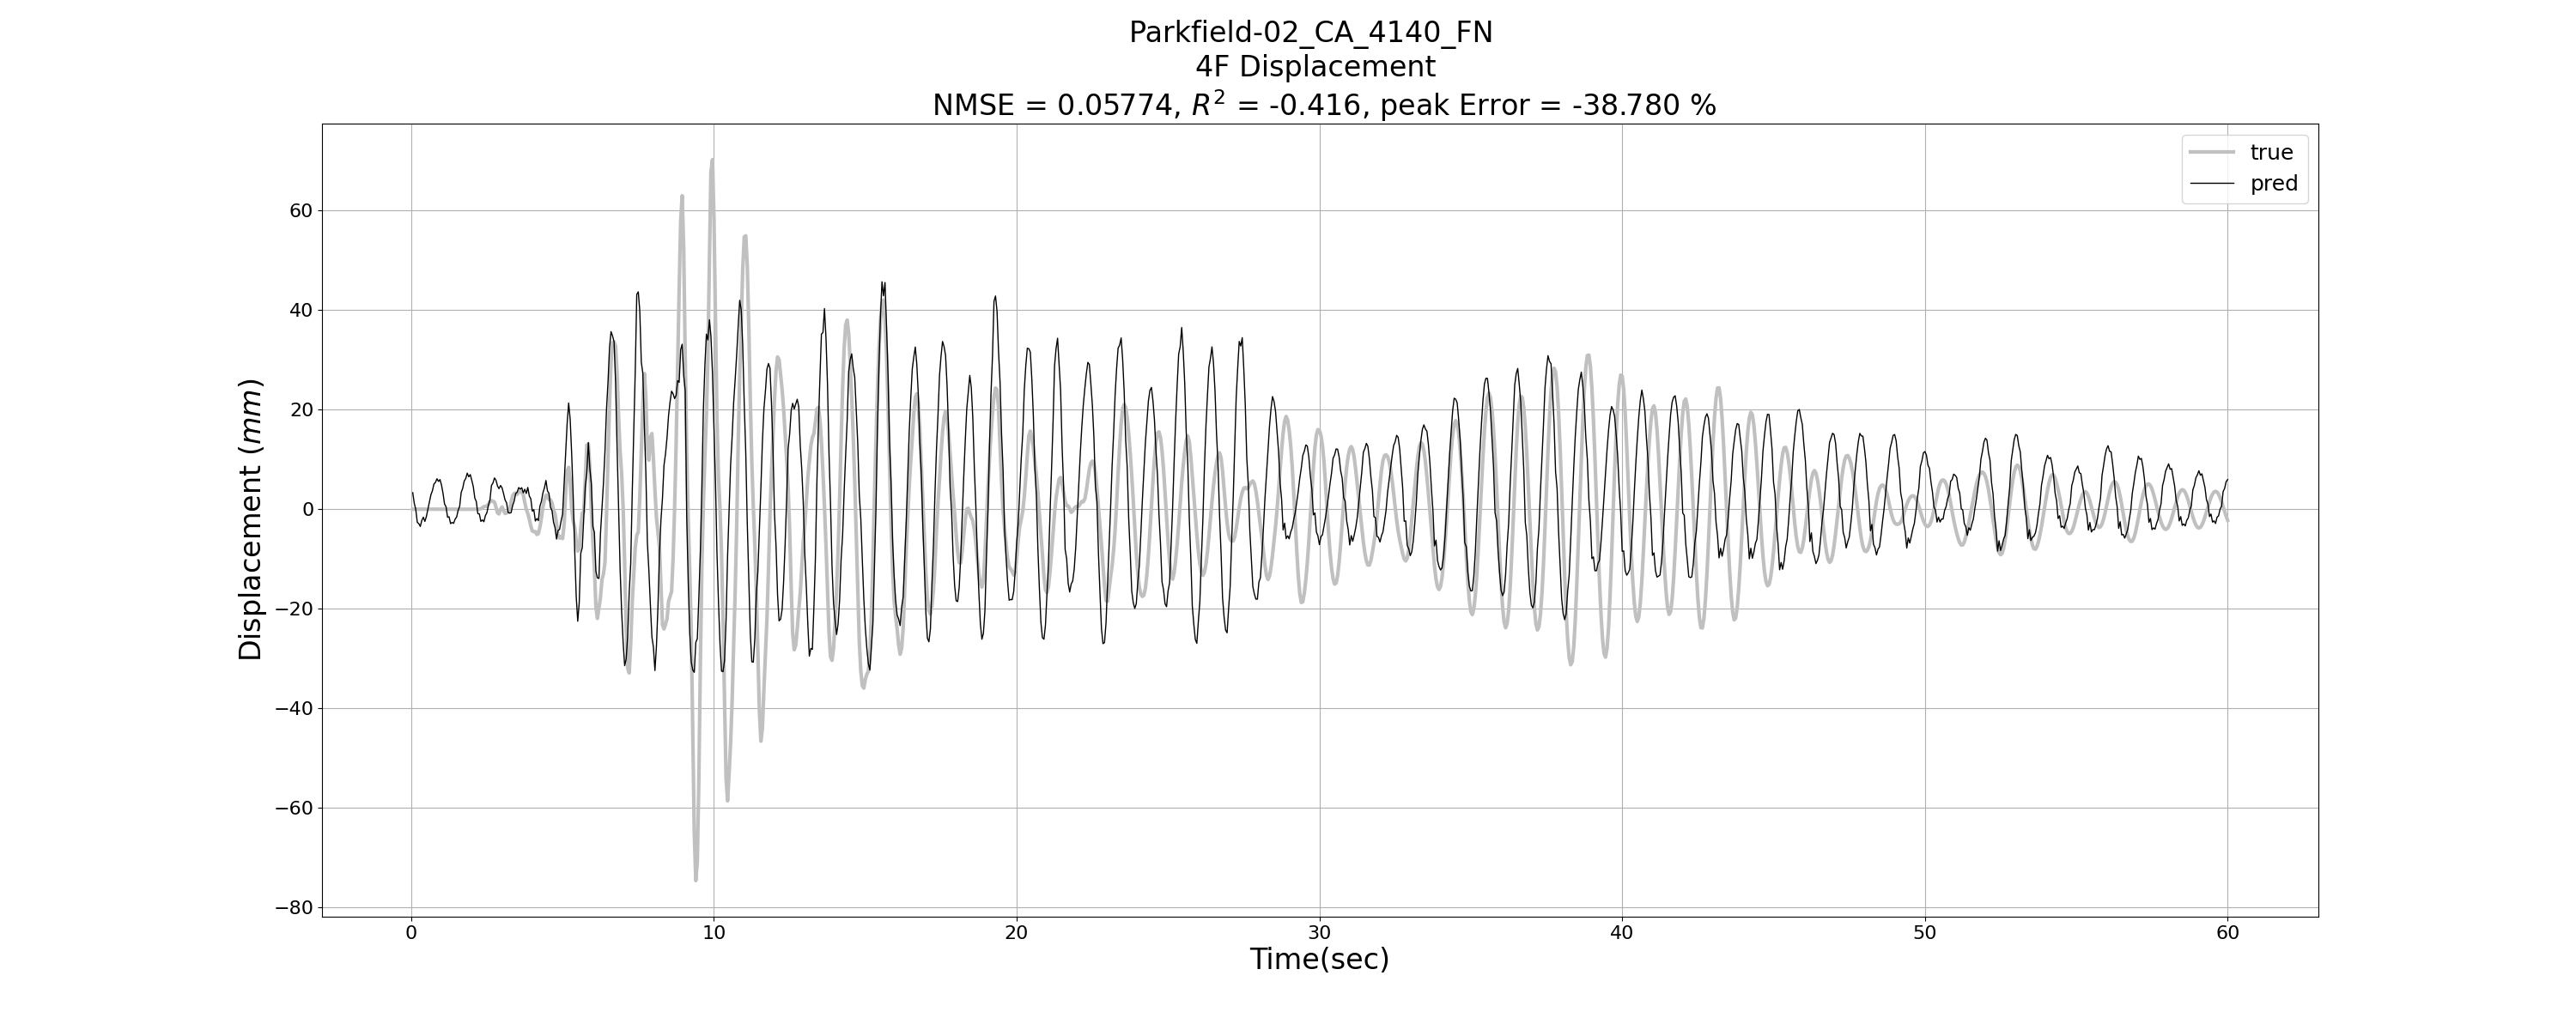 Parkfield-02_CA_4140_FN
4F Displacement
NMSE = 0.05774, R² = -0.416, peak Error = -38.780 %
true
pred
Displacement (mm)
60
40
20
0
−20
−40
−60
−80
0 10 20 30 40 50 60
Time(sec)